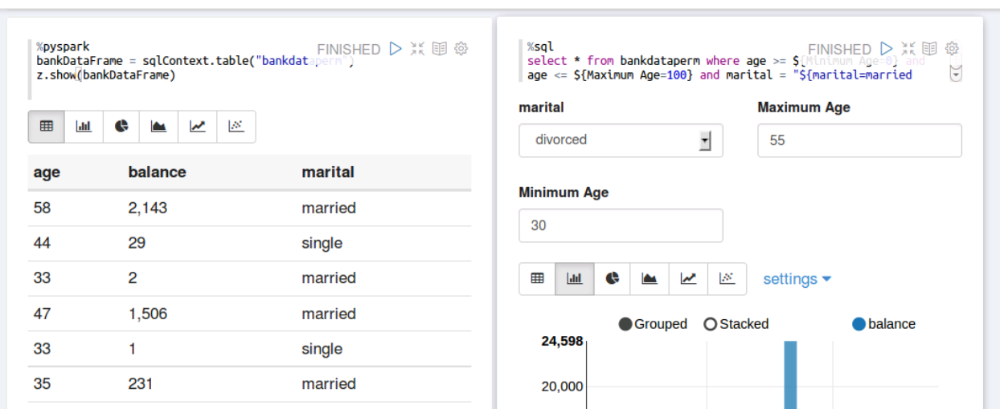 %pyspark
FINISHED
bankDataFrame = sqlContext.table("bankdataperm")
z.show(bankDataFrame)
age balance marital
58 2,143 married
44 29 single
33 2 married
47 1,506 married
33 1 single
35 231 married
%sql
FINISHED
select * from bankdataperm where age >= ${Minimum Age=0} and
age <= ${Maximum Age=100} and marital = "${marital=married
marital Maximum Age
divorced 55
Minimum Age
30
settings
Grouped Stacked balance
24,598
20,000